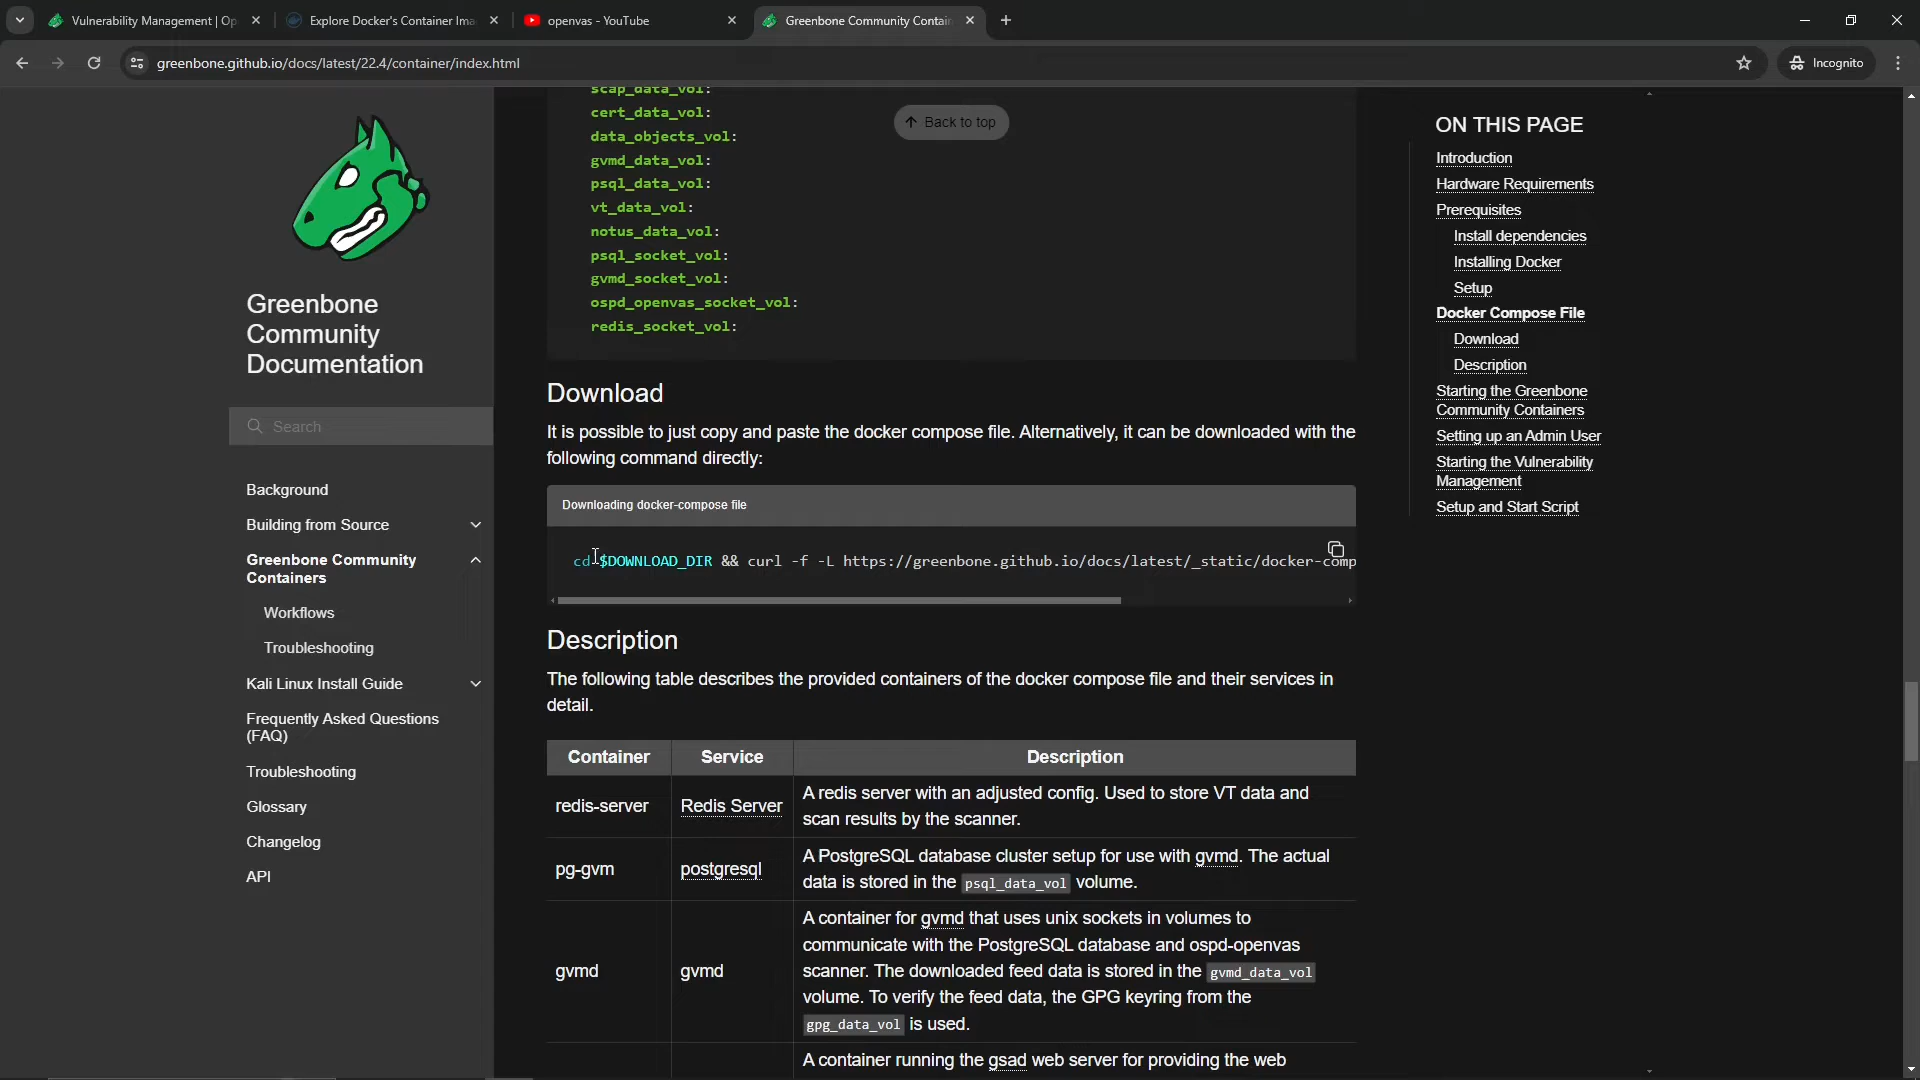 Vulnerability Management | Op
Explore Docker's Container Ima
openvas - YouTube
Greenbone Community Contain
greenbone.github.io/docs/latest/22.4/container/index.html
Incognito
Greenbone
Community
Documentation
Search
Background
Building from Source
Greenbone Community
Containers
Workflows
Troubleshooting
Kali Linux Install Guide
Frequently Asked Questions
(FAQ)
Troubleshooting
Glossary
Changelog
API
scap_data_vol:
cert_data_vol:
data_objects_vol:
gvmd_data_vol:
psql_data_vol:
vt_data_vol:
notus_data_vol:
psql_socket_vol:
gvmd_socket_vol:
ospd_openvas_socket_vol:
redis_socket_vol:
Back to top
Download
It is possible to just copy and paste the docker compose file. Alternatively, it can be downloaded with the
following command directly:
Downloading docker-compose file
cd $DOWNLOAD_DIR && curl -f -L https://greenbone.github.io/docs/latest/_static/docker-comp
Description
The following table describes the provided containers of the docker compose file and their services in
detail.
Container Service Description
redis-server Redis Server A redis server with an adjusted config. Used to store VT data and
scan results by the scanner.
pg-gvm postgresql A PostgreSQL database cluster setup for use with gvmd. The actual
data is stored in the psql_data_vol volume.
gvmd gvmd A container for gvmd that uses unix sockets in volumes to
communicate with the PostgreSQL database and ospd-openvas
scanner. The downloaded feed data is stored in the gvmd_data_vol
volume. To verify the feed data, the GPG keyring from the
gpg_data_vol is used.
A container running the gsad web server for providing the web
ON THIS PAGE
Introduction
Hardware Requirements
Prerequisites
Install dependencies
Installing Docker
Setup
Docker Compose File
Download
Description
Starting the Greenbone
Community Containers
Setting up an Admin User
Starting the Vulnerability
Management
Setup and Start Script